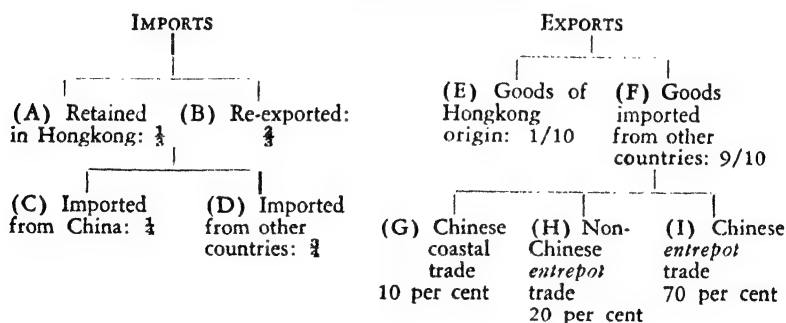 IMPORTS
(A) Retained
in Hongkong: ⅓
(B) Re-exported:
⅔
(C) Imported
from China: ¼
(D) Imported
from other
countries: ¾
EXPORTS
(E) Goods of
Hongkong
origin: 1/10
(F) Goods
imported
from other
countries: 9/10
(G) Chinese
coastal
trade
10 per cent
(H) Non-
Chinese
entrepot
trade
20 per cent
(I) Chinese
entrepot
trade
70 per cent